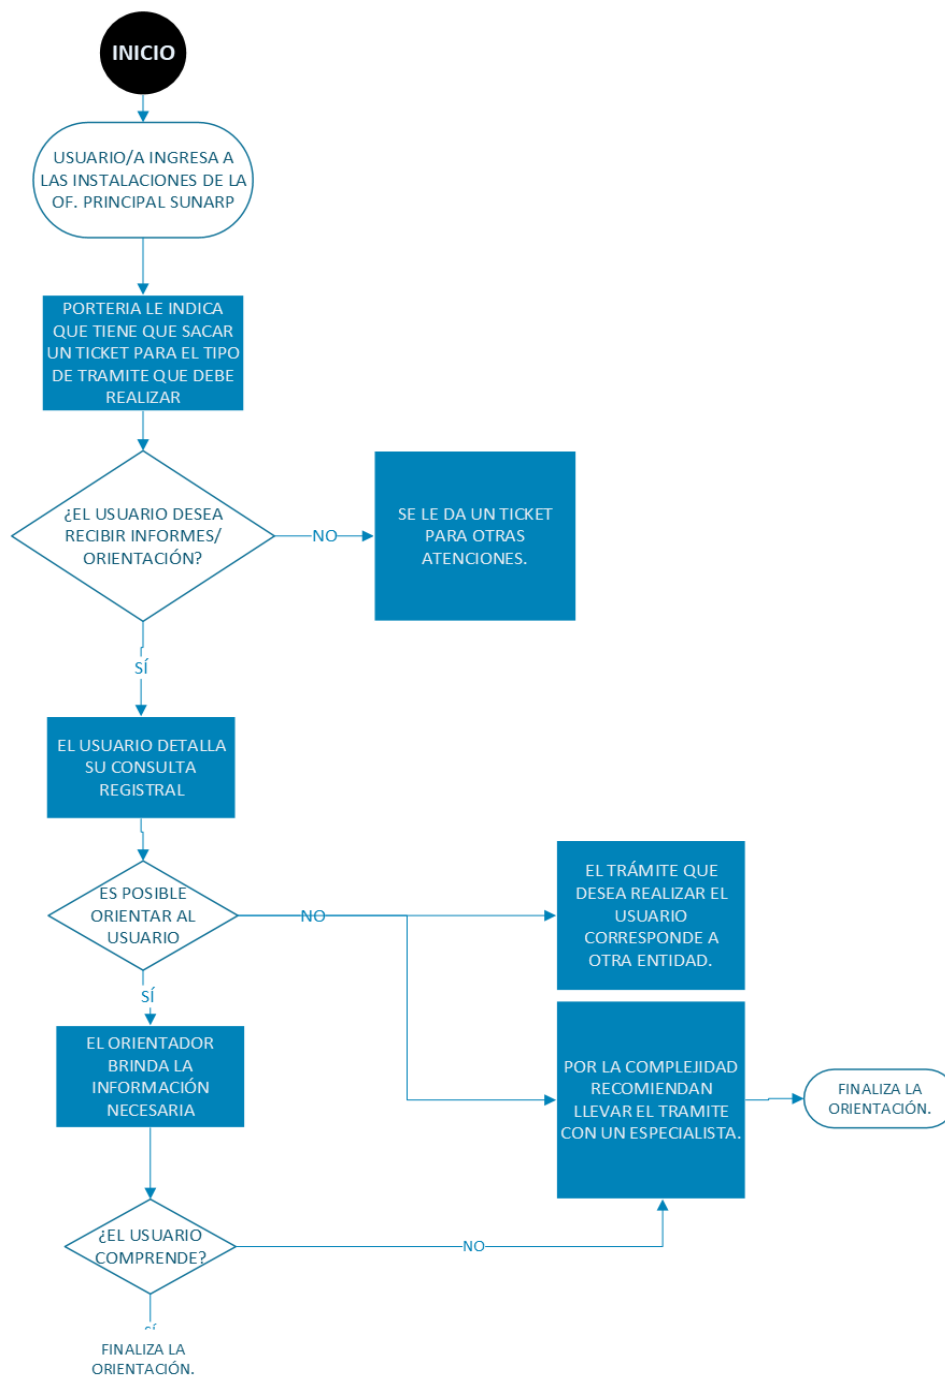 INICIO
USUARIO/A INGRESA A
LAS INSTALACIONES DE LA
OF. PRINCIPAL SUNARP
PORTERIA LE INDICA
QUE TIENE QUE SACAR
UN TICKET PARA EL TIPO
DE TRAMITE QUE DEBE
REALIZAR
¿EL USUARIO DESEA
RECIBIR INFORMES/
ORIENTACIÓN?
NO
SE LE DA UN TICKET
PARA OTRAS
ATENCIONES.
SÍ
EL USUARIO DETALLA
SU CONSULTA
REGISTRAL
ES POSIBLE
ORIENTAR AL
USUARIO
NO
EL TRÁMITE QUE
DESEA REALIZAR EL
USUARIO
CORRESPONDE A
OTRA ENTIDAD.
SÍ
EL ORIENTADOR
BRINDA LA
INFORMACIÓN
NECESARIA
POR LA COMPLEJIDAD
RECOMIENDAN
LLEVAR EL TRAMITE
CON UN ESPECIALISTA.
FINALIZA LA
ORIENTACIÓN.
¿EL USUARIO
COMPRENDE?
NO
SÍ
FINALIZA LA
ORIENTACIÓN.